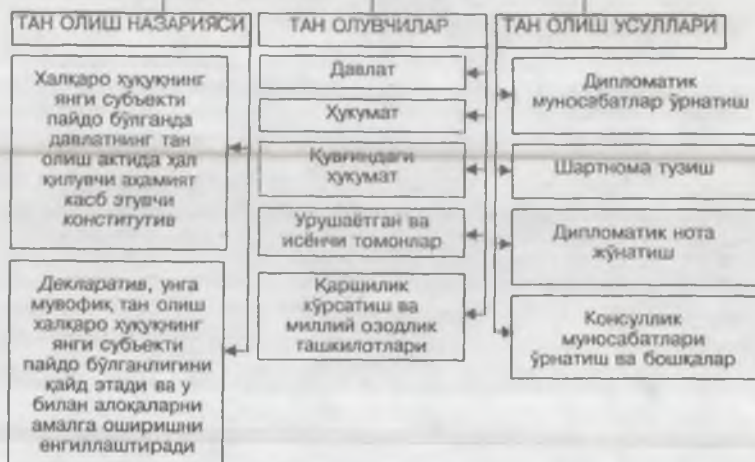 ТАН ОЛИШ НАЗАРИЯСИ
Халқаро ҳуқуқнинг
янги субъекти
пайдо бўлганда
давлатнинг тан
олиш актида ҳал
қилувчи аҳамият
касб этувчи
конститутив
Декларатив, унга
мувофиқ тан олиш
халқаро ҳуқуқнинг
янги субъекти
пайдо бўлганлигини
қайд этади ва у
билан алоқаларни
амалга оширишни
енгиллаштиради
ТАН ОЛУВЧИЛАР
Давлат
Ҳукумат
Қувғиндаги
ҳукумат
Урушаётган ва
исёнчи томонлар
Қаршилик
кўрсатиш ва
миллий озодлик
ташкилотлари
ТАН ОЛИШ УСУЛЛАРИ
Дипломатик
муносабатлар ўрнатиш
Шартнома тузиш
Дипломатик нота
жўнатиш
Консуллик
муносабатлари
ўрнатиш ва бошқалар